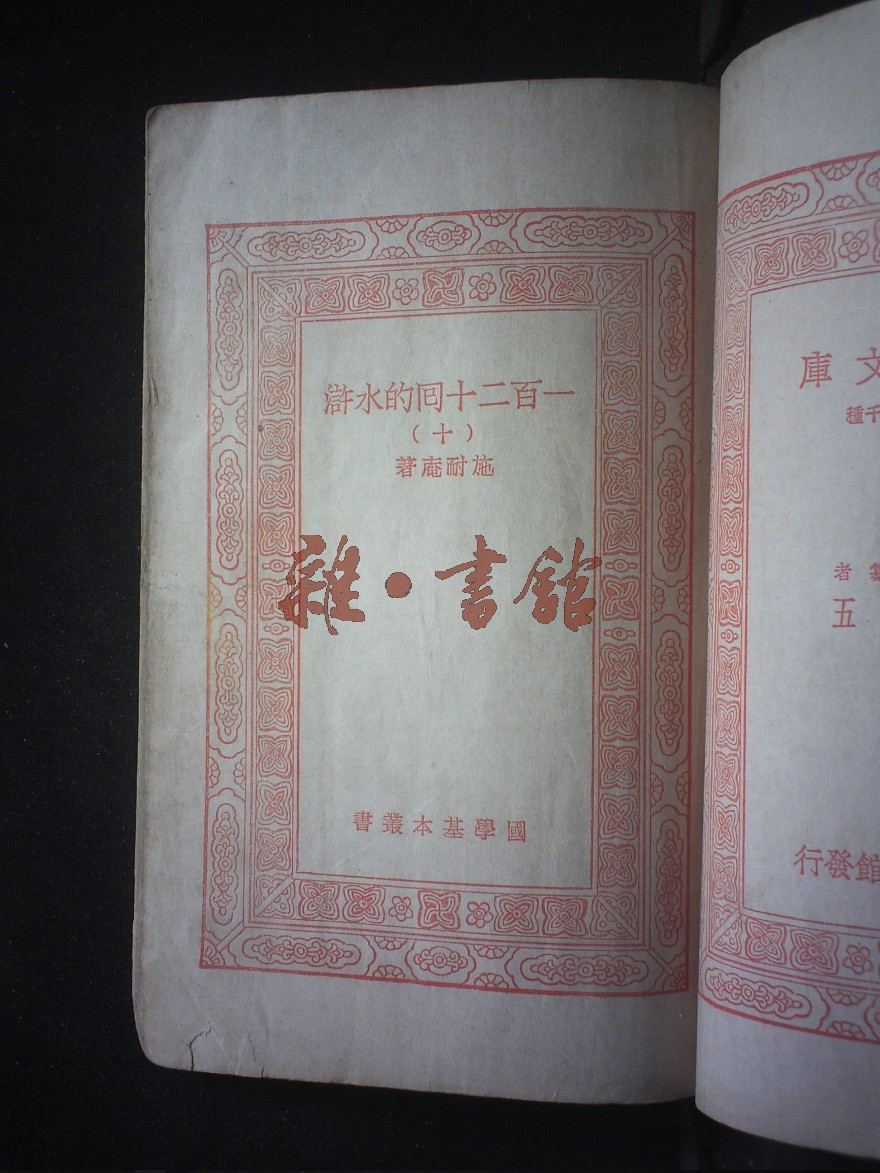 一百二十回的水滸
（十）
施耐庵著
雜·書館
國學基本叢書
文庫
千種
者
五
館發行